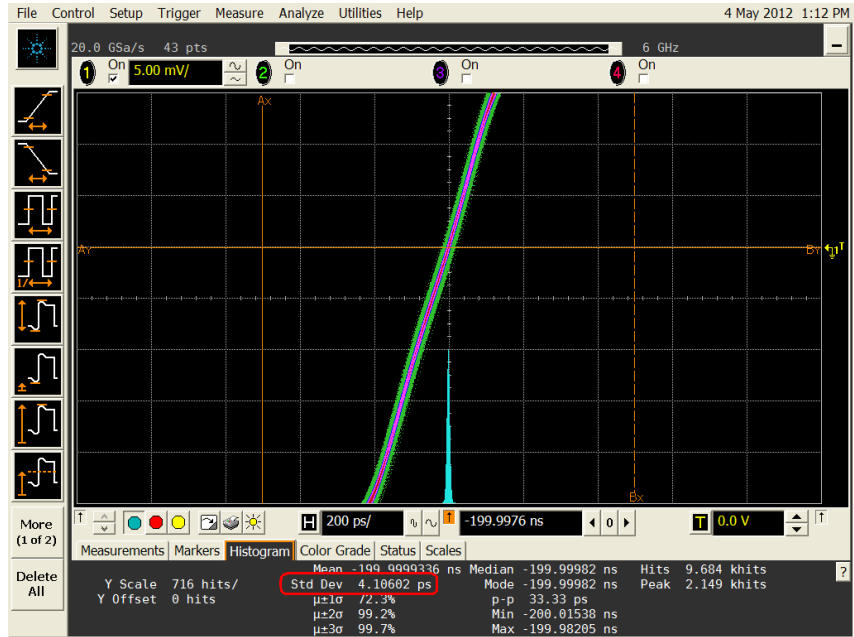 File Control Setup Trigger Measure Analyze Utilities Help 4 May 2012 1:12 PM
20.0 GSa/s 43 pts 6 GHz
1 On 5.00 mV/ 2 On 3 On 4 On
Ax
Ay By 1 T
1/
Bx
More
(1 of 2)
Delete
All
H 200 ps/ T -199.9976 ns 0 T 0.0 V
Measurements Markers Histogram Color Grade Status Scales
Mean -199.9999336 ns Median -199.99982 ns Hits 9.684 khits ?
Y Scale 716 hits/ Std Dev 4.10602 ps Mode -199.99982 ns Peak 2.149 khits
Y Offset 0 hits µ±1σ 72.3% p-p 33.33 ps
µ±2σ 99.2% Min -200.01538 ns
µ±3σ 99.7% Max -199.98205 ns